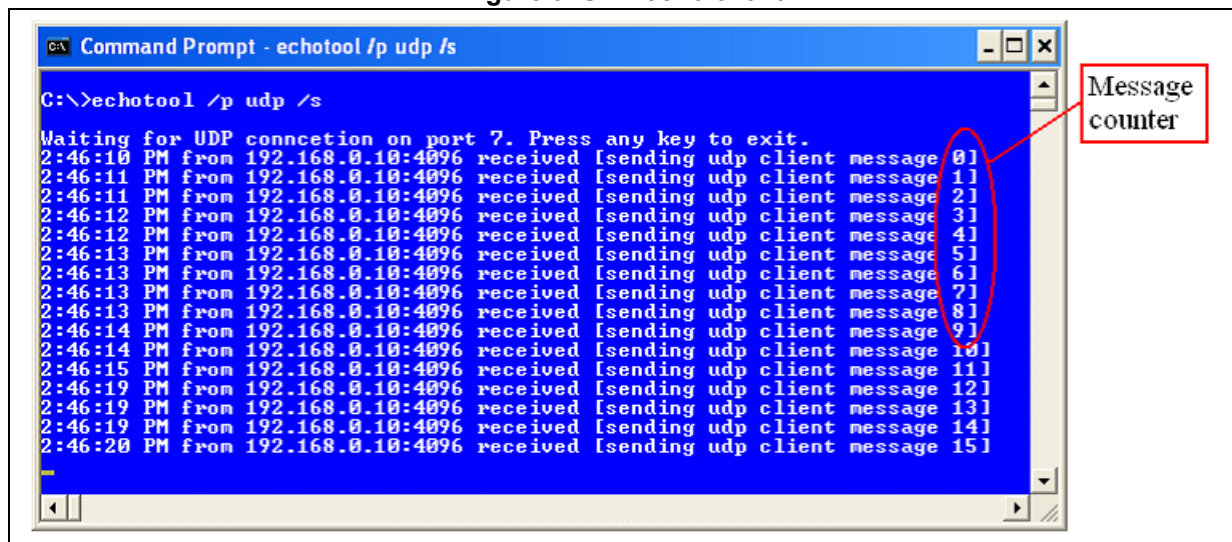 Command Prompt - echotool /p udp /s
C:\>echotool /p udp /s
Waiting for UDP conncetion on port 7. Press any key to exit.
2:46:10 PM from 192.168.0.10:4096 received [sending udp client message 0]
2:46:11 PM from 192.168.0.10:4096 received [sending udp client message 1]
2:46:11 PM from 192.168.0.10:4096 received [sending udp client message 2]
2:46:12 PM from 192.168.0.10:4096 received [sending udp client message 3]
2:46:12 PM from 192.168.0.10:4096 received [sending udp client message 4]
2:46:13 PM from 192.168.0.10:4096 received [sending udp client message 5]
2:46:13 PM from 192.168.0.10:4096 received [sending udp client message 6]
2:46:13 PM from 192.168.0.10:4096 received [sending udp client message 7]
2:46:13 PM from 192.168.0.10:4096 received [sending udp client message 8]
2:46:14 PM from 192.168.0.10:4096 received [sending udp client message 9]
2:46:14 PM from 192.168.0.10:4096 received [sending udp client message 10]
2:46:15 PM from 192.168.0.10:4096 received [sending udp client message 11]
2:46:19 PM from 192.168.0.10:4096 received [sending udp client message 12]
2:46:19 PM from 192.168.0.10:4096 received [sending udp client message 13]
2:46:19 PM from 192.168.0.10:4096 received [sending udp client message 14]
2:46:20 PM from 192.168.0.10:4096 received [sending udp client message 15]
Message
counter